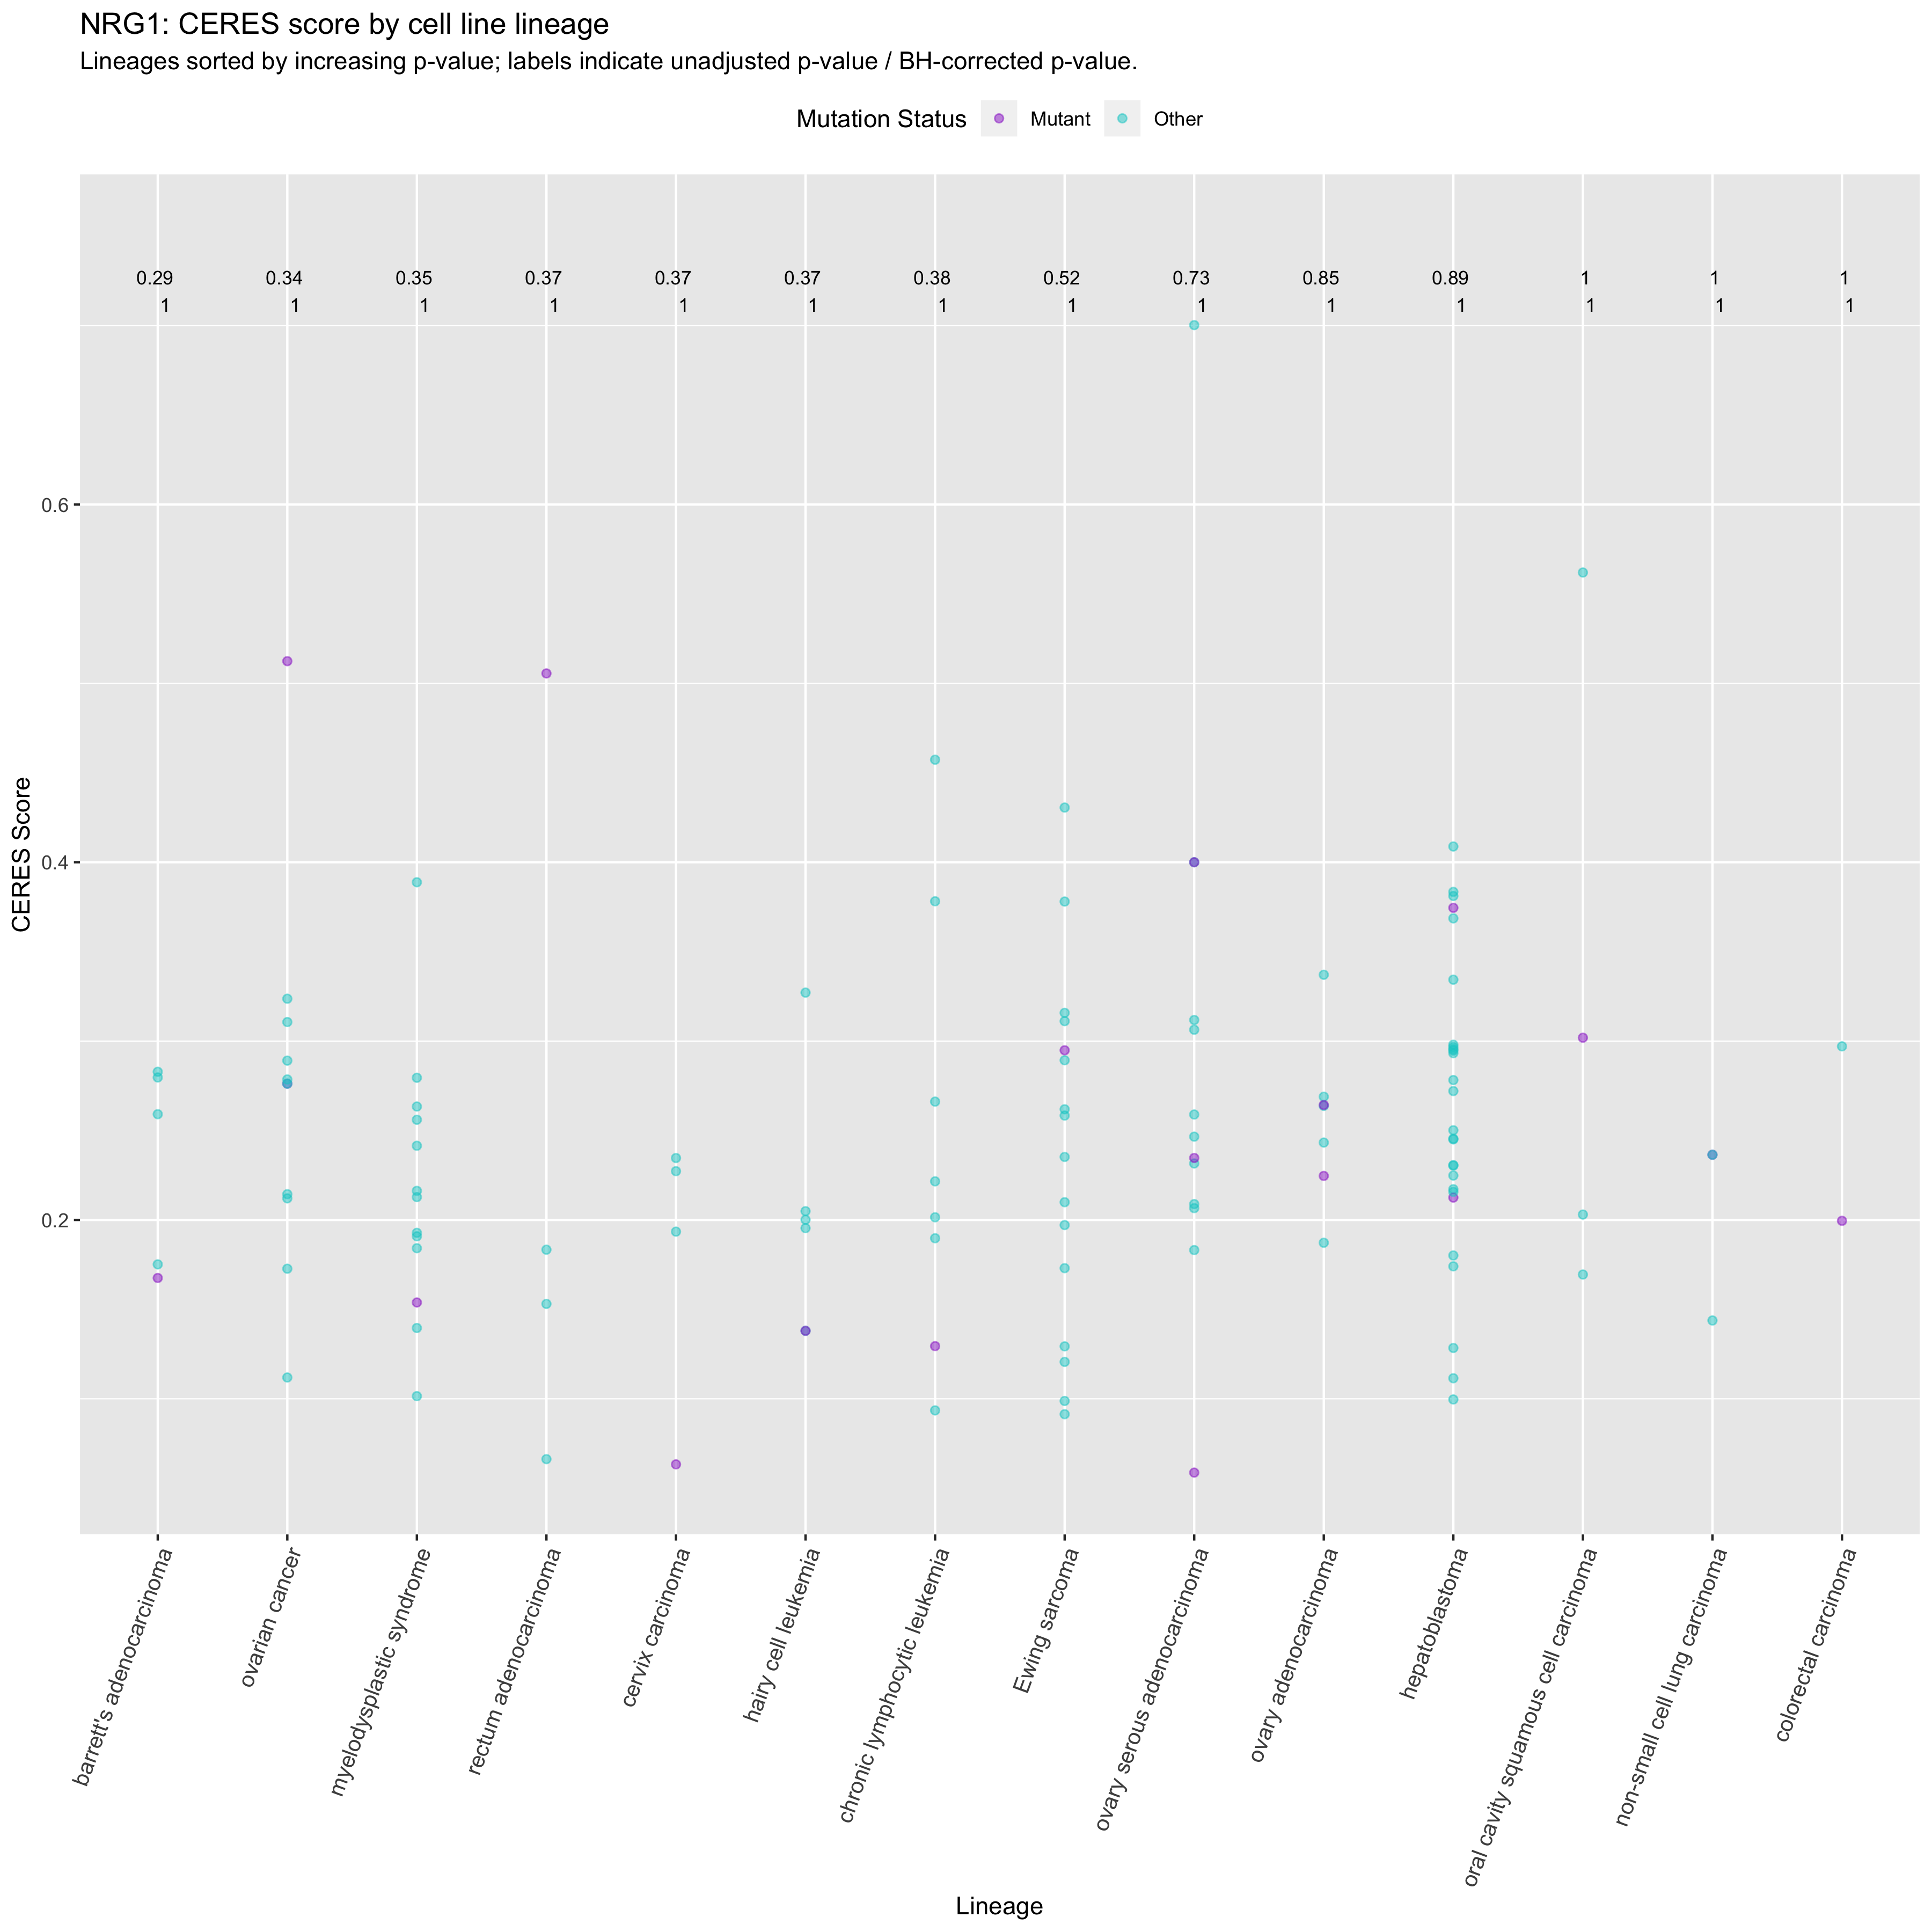 NRG1: CERES score by cell line lineage
Lineages sorted by increasing p-value; labels indicate unadjusted p-value / BH-corrected p-value.
Mutation Status Mutant Other
0.29 0.34 0.35 0.37 0.37 0.37 0.38 0.52 0.73 0.85 0.89 1 1 1
1 1 1 1 1 1 1 1 1 1 1 1 1 1
0.6
0.4
0.2
CERES Score
barrett's adenocarcinoma
ovarian cancer
myelodysplastic syndrome
rectum adenocarcinoma
cervix carcinoma
hairy cell leukemia
chronic lymphocytic leukemia
Ewing sarcoma
ovary serous adenocarcinoma
ovary adenocarcinoma
hepatoblastoma
oral cavity squamous cell carcinoma
non-small cell lung carcinoma
colorectal carcinoma
Lineage